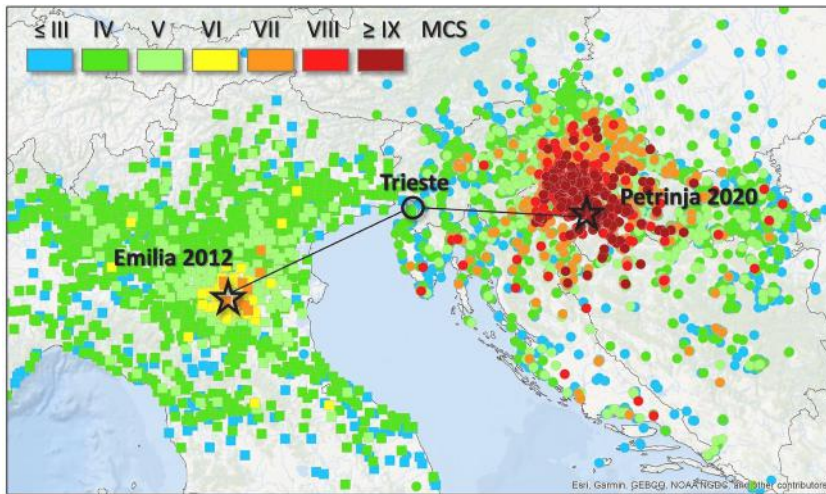 ≤ III IV V VI VII VIII ≥ IX MCS
Trieste
Petrinja 2020
Emilia 2012
Esri, Garmin, GEBCO, NOAA NGDC, and other contributors